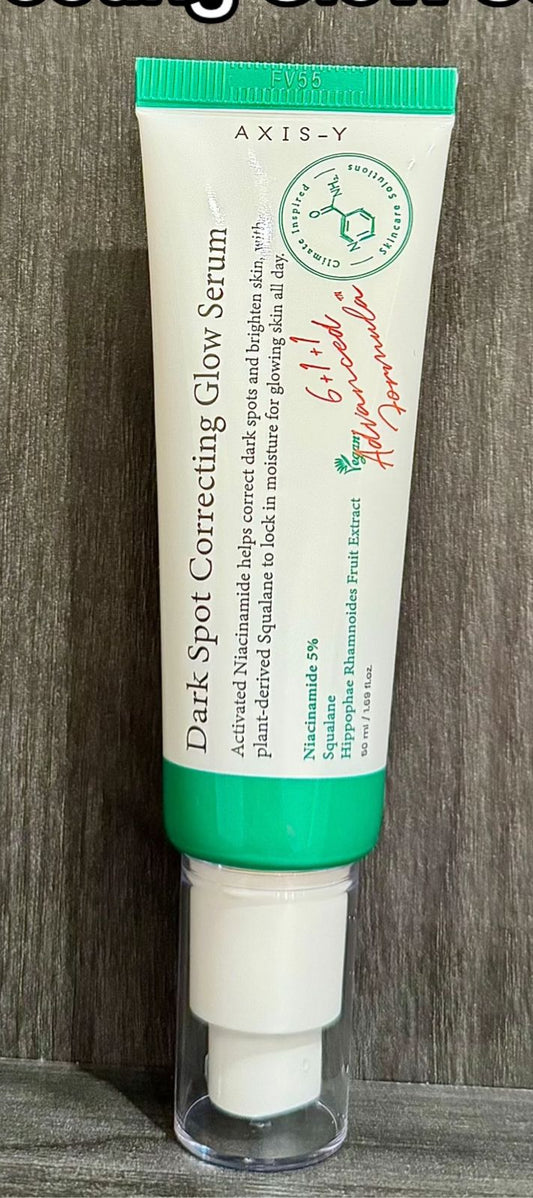 FV55
AXIS-Y
Climate Inspired
Skincare Solutions
NH₂
O
N
Dark Spot Correcting Glow Serum
Activated Niacinamide helps correct dark spots and brighten skin, with
plant-derived Squalane to lock in moisture for glowing skin all day.
6+1+1
Advanced
Formula
Vegan
Niacinamide 5%
Squalane
Hippophae Rhamnoides Fruit Extract
50 ml / 1.69 fl.oz.